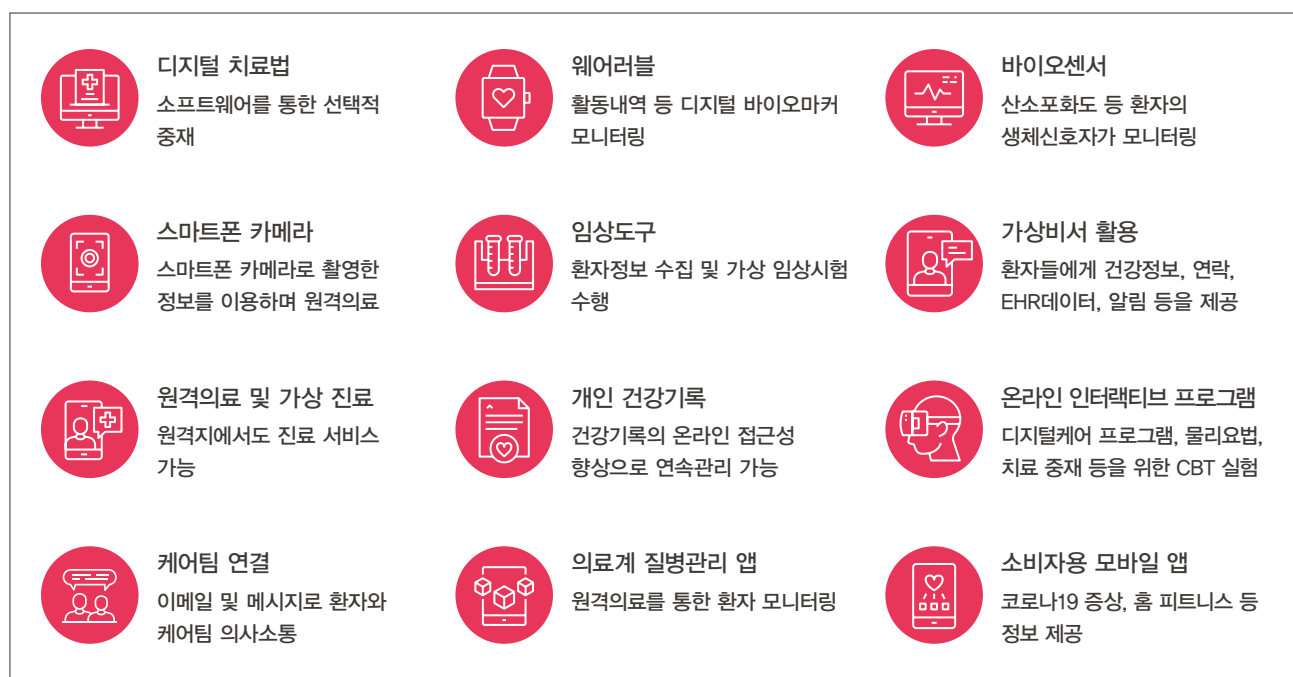 디지털 치료법
소프트웨어를 통한 선택적
중재
웨어러블
활동내역 등 디지털 바이오마커
모니터링
바이오센서
산소포화도 등 환자의
생체신호자가 모니터링
스마트폰 카메라
스마트폰 카메라로 촬영한
정보를 이용하며 원격의료
임상도구
환자정보 수집 및 가상 임상시험
수행
가상비서 활용
환자들에게 건강정보, 연락,
EHR데이터, 알림 등을 제공
원격의료 및 가상 진료
원격지에서도 진료 서비스
가능
개인 건강기록
건강기록의 온라인 접근성
향상으로 연속관리 가능
온라인 인터랙티브 프로그램
디지털케어 프로그램, 물리요법,
치료 중재 등을 위한 CBT 실험
케어팀 연결
이메일 및 메시지로 환자와
케어팀 의사소통
의료계 질병관리 앱
원격의료를 통한 환자 모니터링
소비자용 모바일 앱
코로나19 증상, 홈 피트니스 등
정보 제공